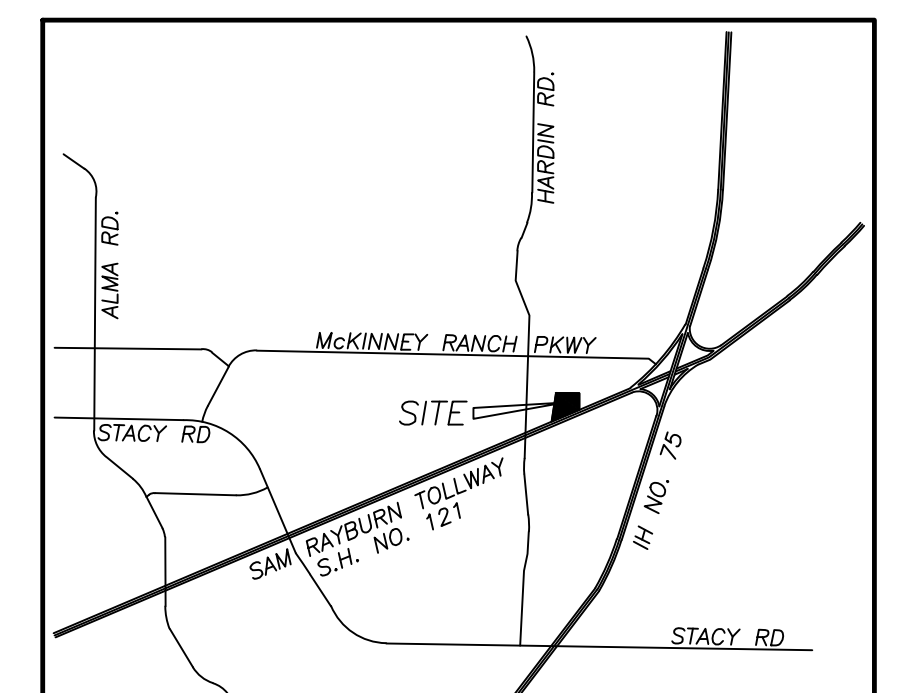 HARDIN RD.
ALMA RD.
McKINNEY RANCH PKWY
SITE
STACY RD
IH NO. 75
SAM RAYBURN TOLLWAY
S.H. NO. 121
STACY RD